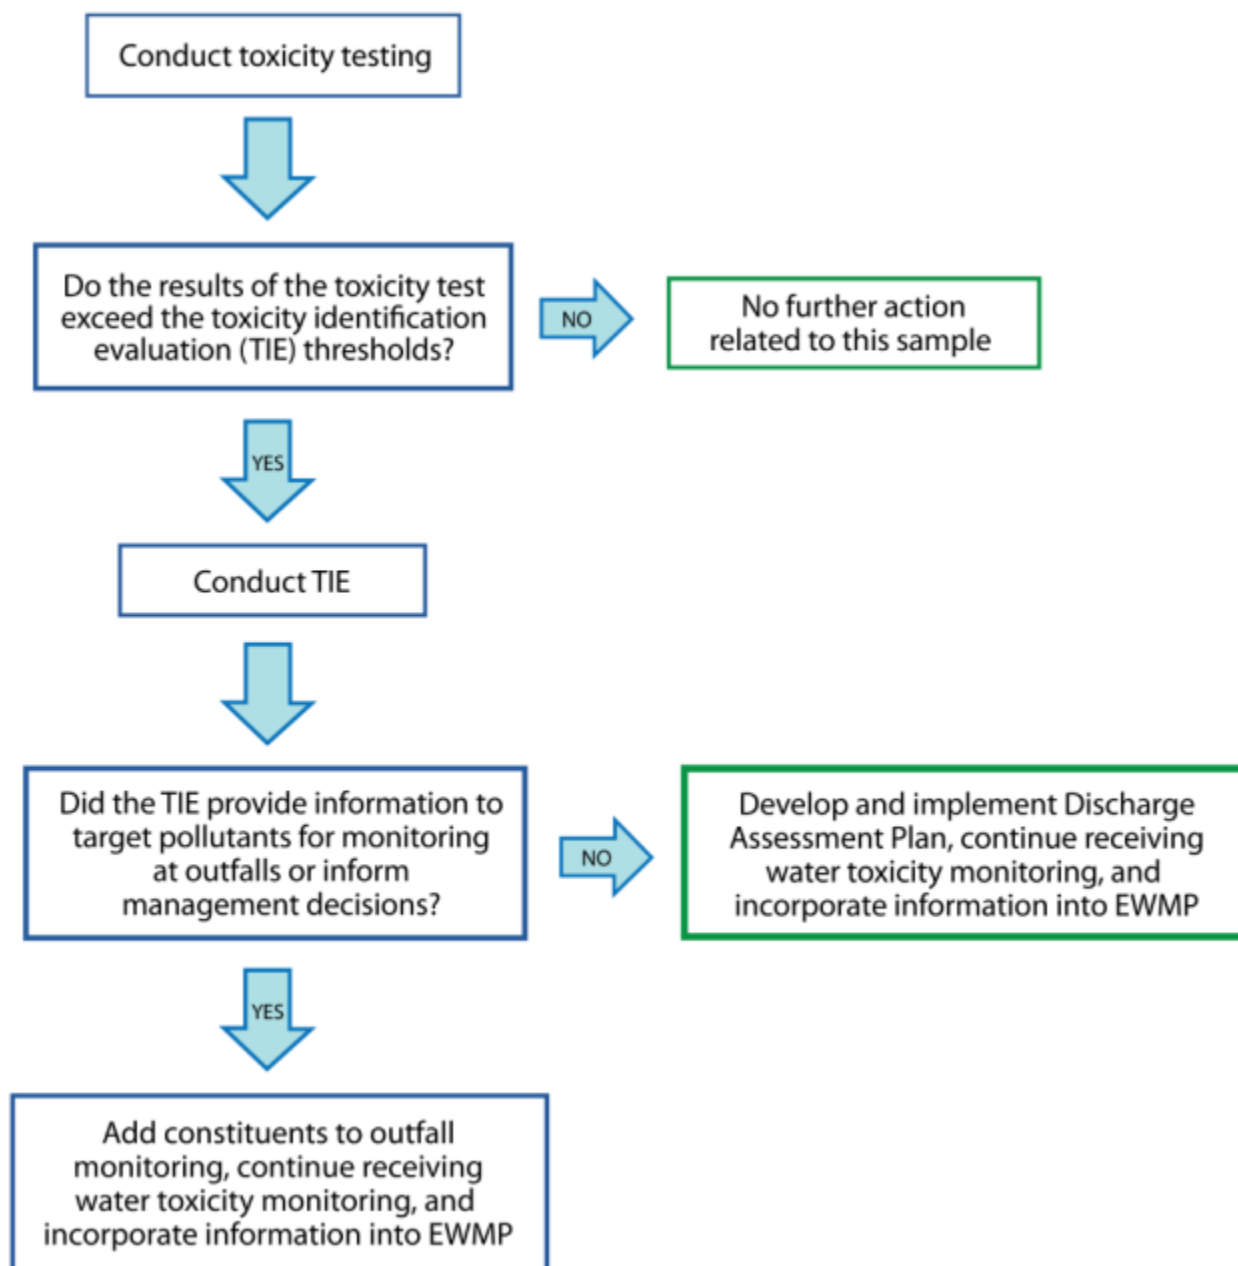 Conduct toxicity testing
Do the results of the toxicity test
exceed the toxicity identification
evaluation (TIE) thresholds?
NO
No further action
related to this sample
YES
Conduct TIE
Did the TIE provide information to
target pollutants for monitoring
at outfalls or inform
management decisions?
NO
Develop and implement Discharge
Assessment Plan, continue receiving
water toxicity monitoring, and
incorporate information into EWMP
YES
Add constituents to outfall
monitoring, continue receiving
water toxicity monitoring, and
incorporate information into EWMP